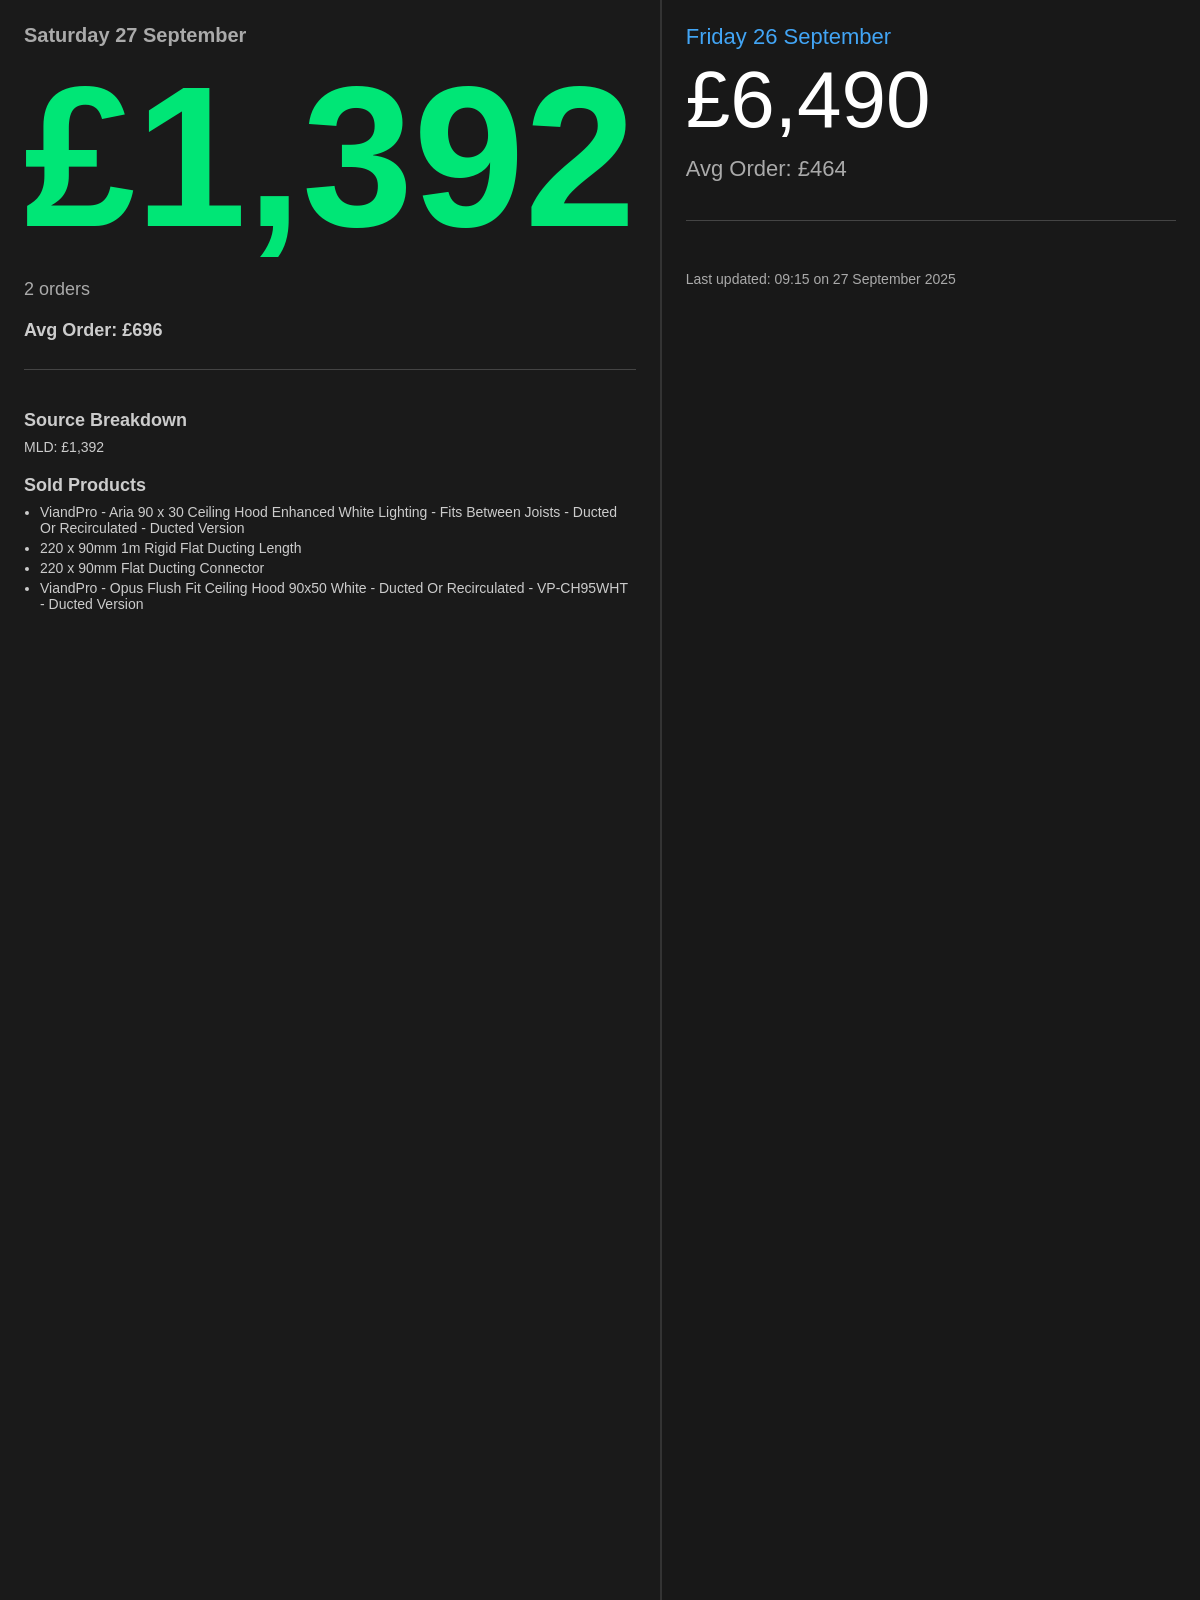 Saturday 27 September
£1,392
2 orders
Avg Order: £696
Source Breakdown
MLD: £1,392
Sold Products
• ViandPro - Aria 90 x 30 Ceiling Hood Enhanced White Lighting - Fits Between Joists - Ducted
Or Recirculated - Ducted Version
• 220 x 90mm 1m Rigid Flat Ducting Length
• 220 x 90mm Flat Ducting Connector
• ViandPro - Opus Flush Fit Ceiling Hood 90x50 White - Ducted Or Recirculated - VP-CH95WHT
- Ducted Version
Friday 26 September
£6,490
Avg Order: £464
Last updated: 09:15 on 27 September 2025